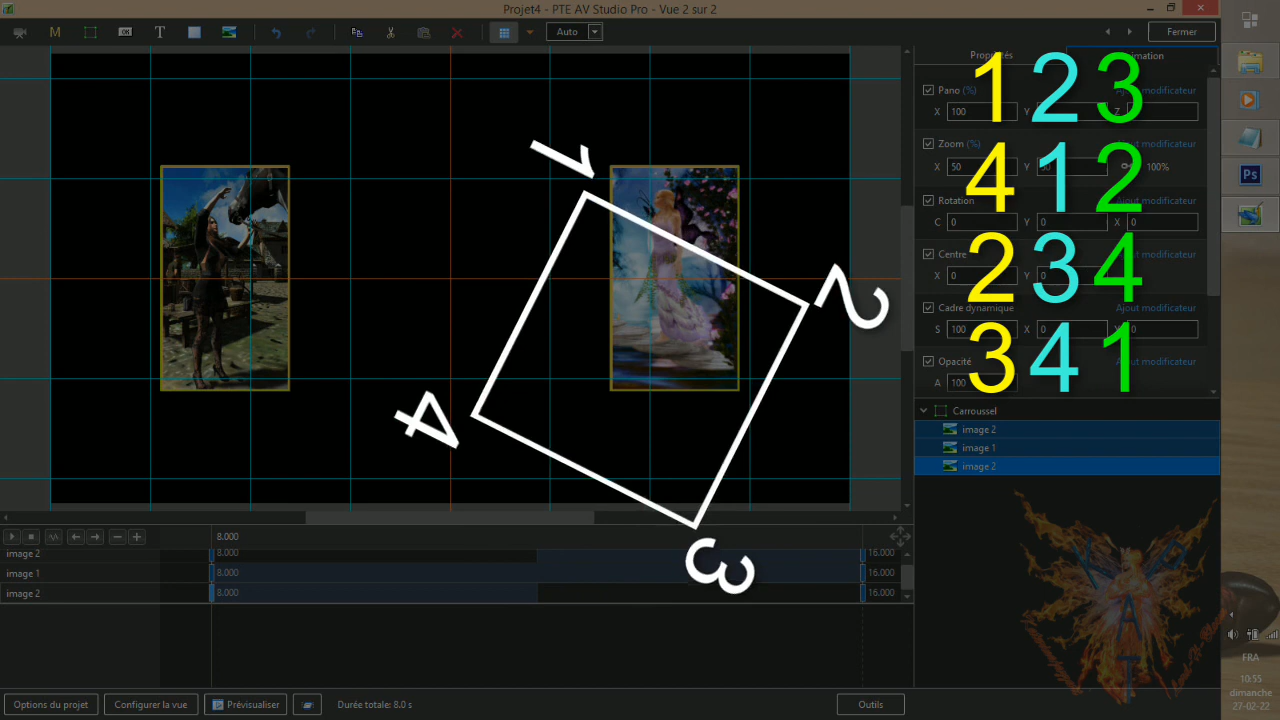 Projet4 - PTE AV Studio Pro - Vue 2 sur 2
M OK T Auto Fermer
Animation
Pano (%) modificateur
X 100 Y Z
1 2 3
Zoom (%) Ajout modificateur
X 50 Y 100%
4 1 2
Rotation modificateur
C 0 Y 0 X 0
Centre Ajout modificateur
X 0 Y 0
2 3 4
Cadre dynamique Ajout modificateur
S 100 X 0 Y 0
Opacité modificateur
A 100
3 4 1
1
2
3
4
Carroussel
image 2
image 1
image 2
8.000
image 2 8.000 16.000
image 1 8.000 16.000
image 2 8.000 16.000
Options du projet Configurer la vue Prévisualiser Durée totale: 8.0 s Outils
Ps
FRA
10:55
dimanche
27-02-22